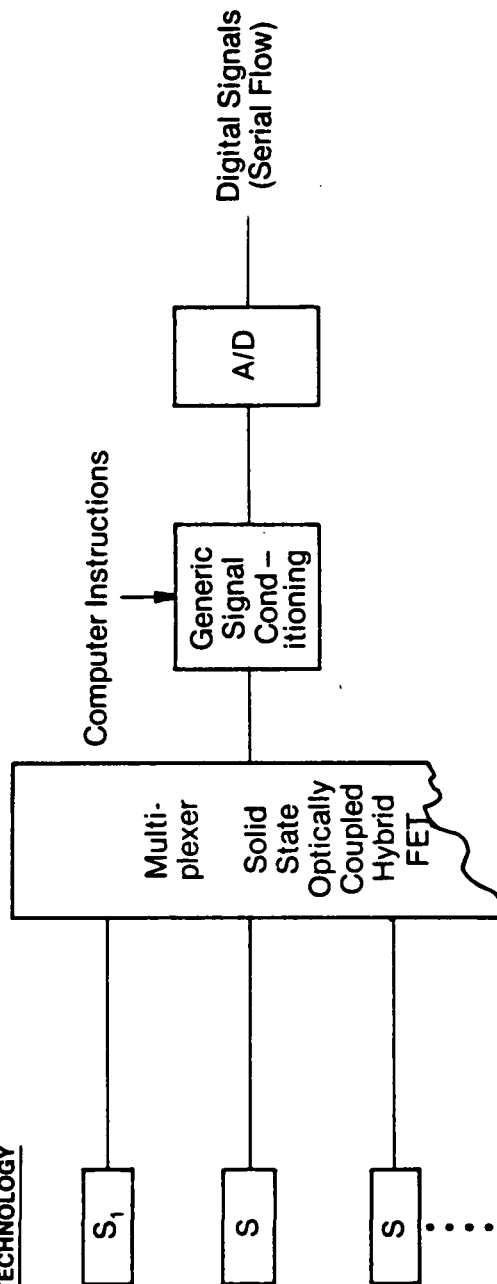 S₁
S
S
Multi-
plexer
Solid
State
Optically
Coupled
Hybrid
FET
Computer Instructions
Generic
Signal
Cond-
itioning
A/D
Digital Signals
(Serial Flow)